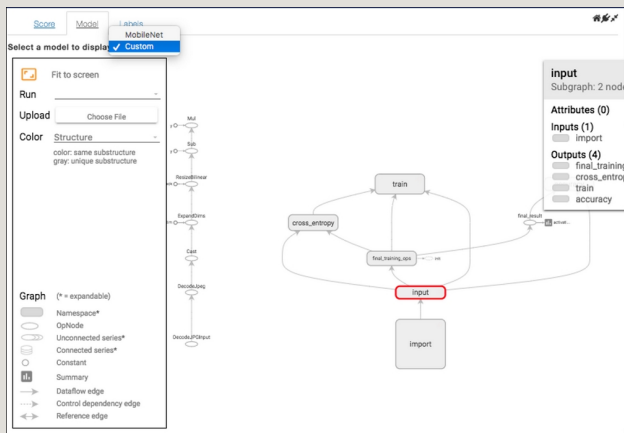 Score
Model
Labels
Select a model to display
MobileNet
✓ Custom
Fit to screen
Run
Upload
Choose File
Color
Structure
color: same substructure
gray: unique substructure
Graph
(* = expandable)
Namespace*
OpNode
Unconnected series*
Connected series*
Constant
Summary
Dataflow edge
Control dependency edge
Reference edge
Mul
Sub
ResizeBilinear
ExpandDims
Cast
DecodeJpeg
DecodeJPGInput
train
cross_entropy
final_training_ops
final_result
input
import
input
Subgraph: 2 node
Attributes (0)
Inputs (1)
import
Outputs (4)
final_training
cross_entrop
train
accuracy